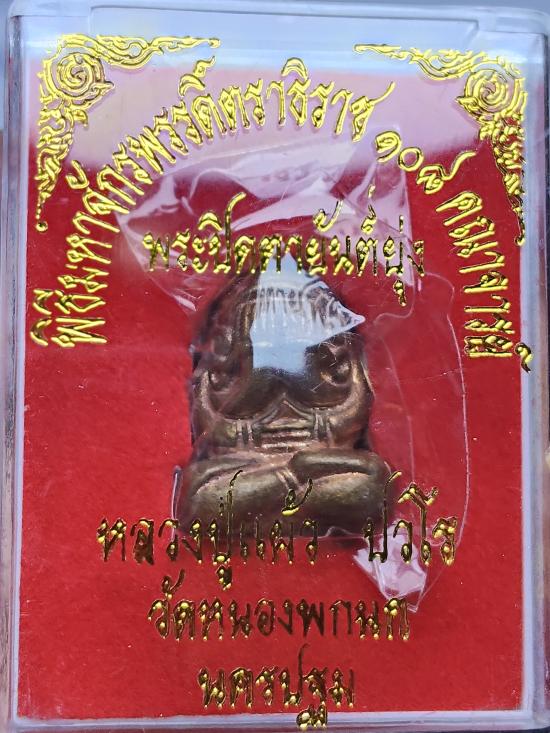 พิธีมหาจักรพรรดิ์ตราธิราช ๑๐๘ คณาจารย์
พระปิดตายันต์ยุ่ง
หลวงปู่แผ้ว ปวโร
วัดหนองพกนก
นครปฐม